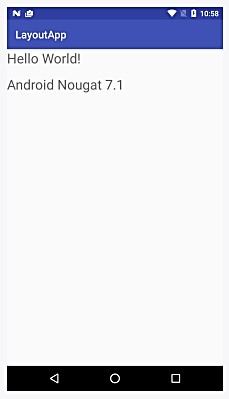 10:58
LayoutApp
Hello World!
Android Nougat 7.1